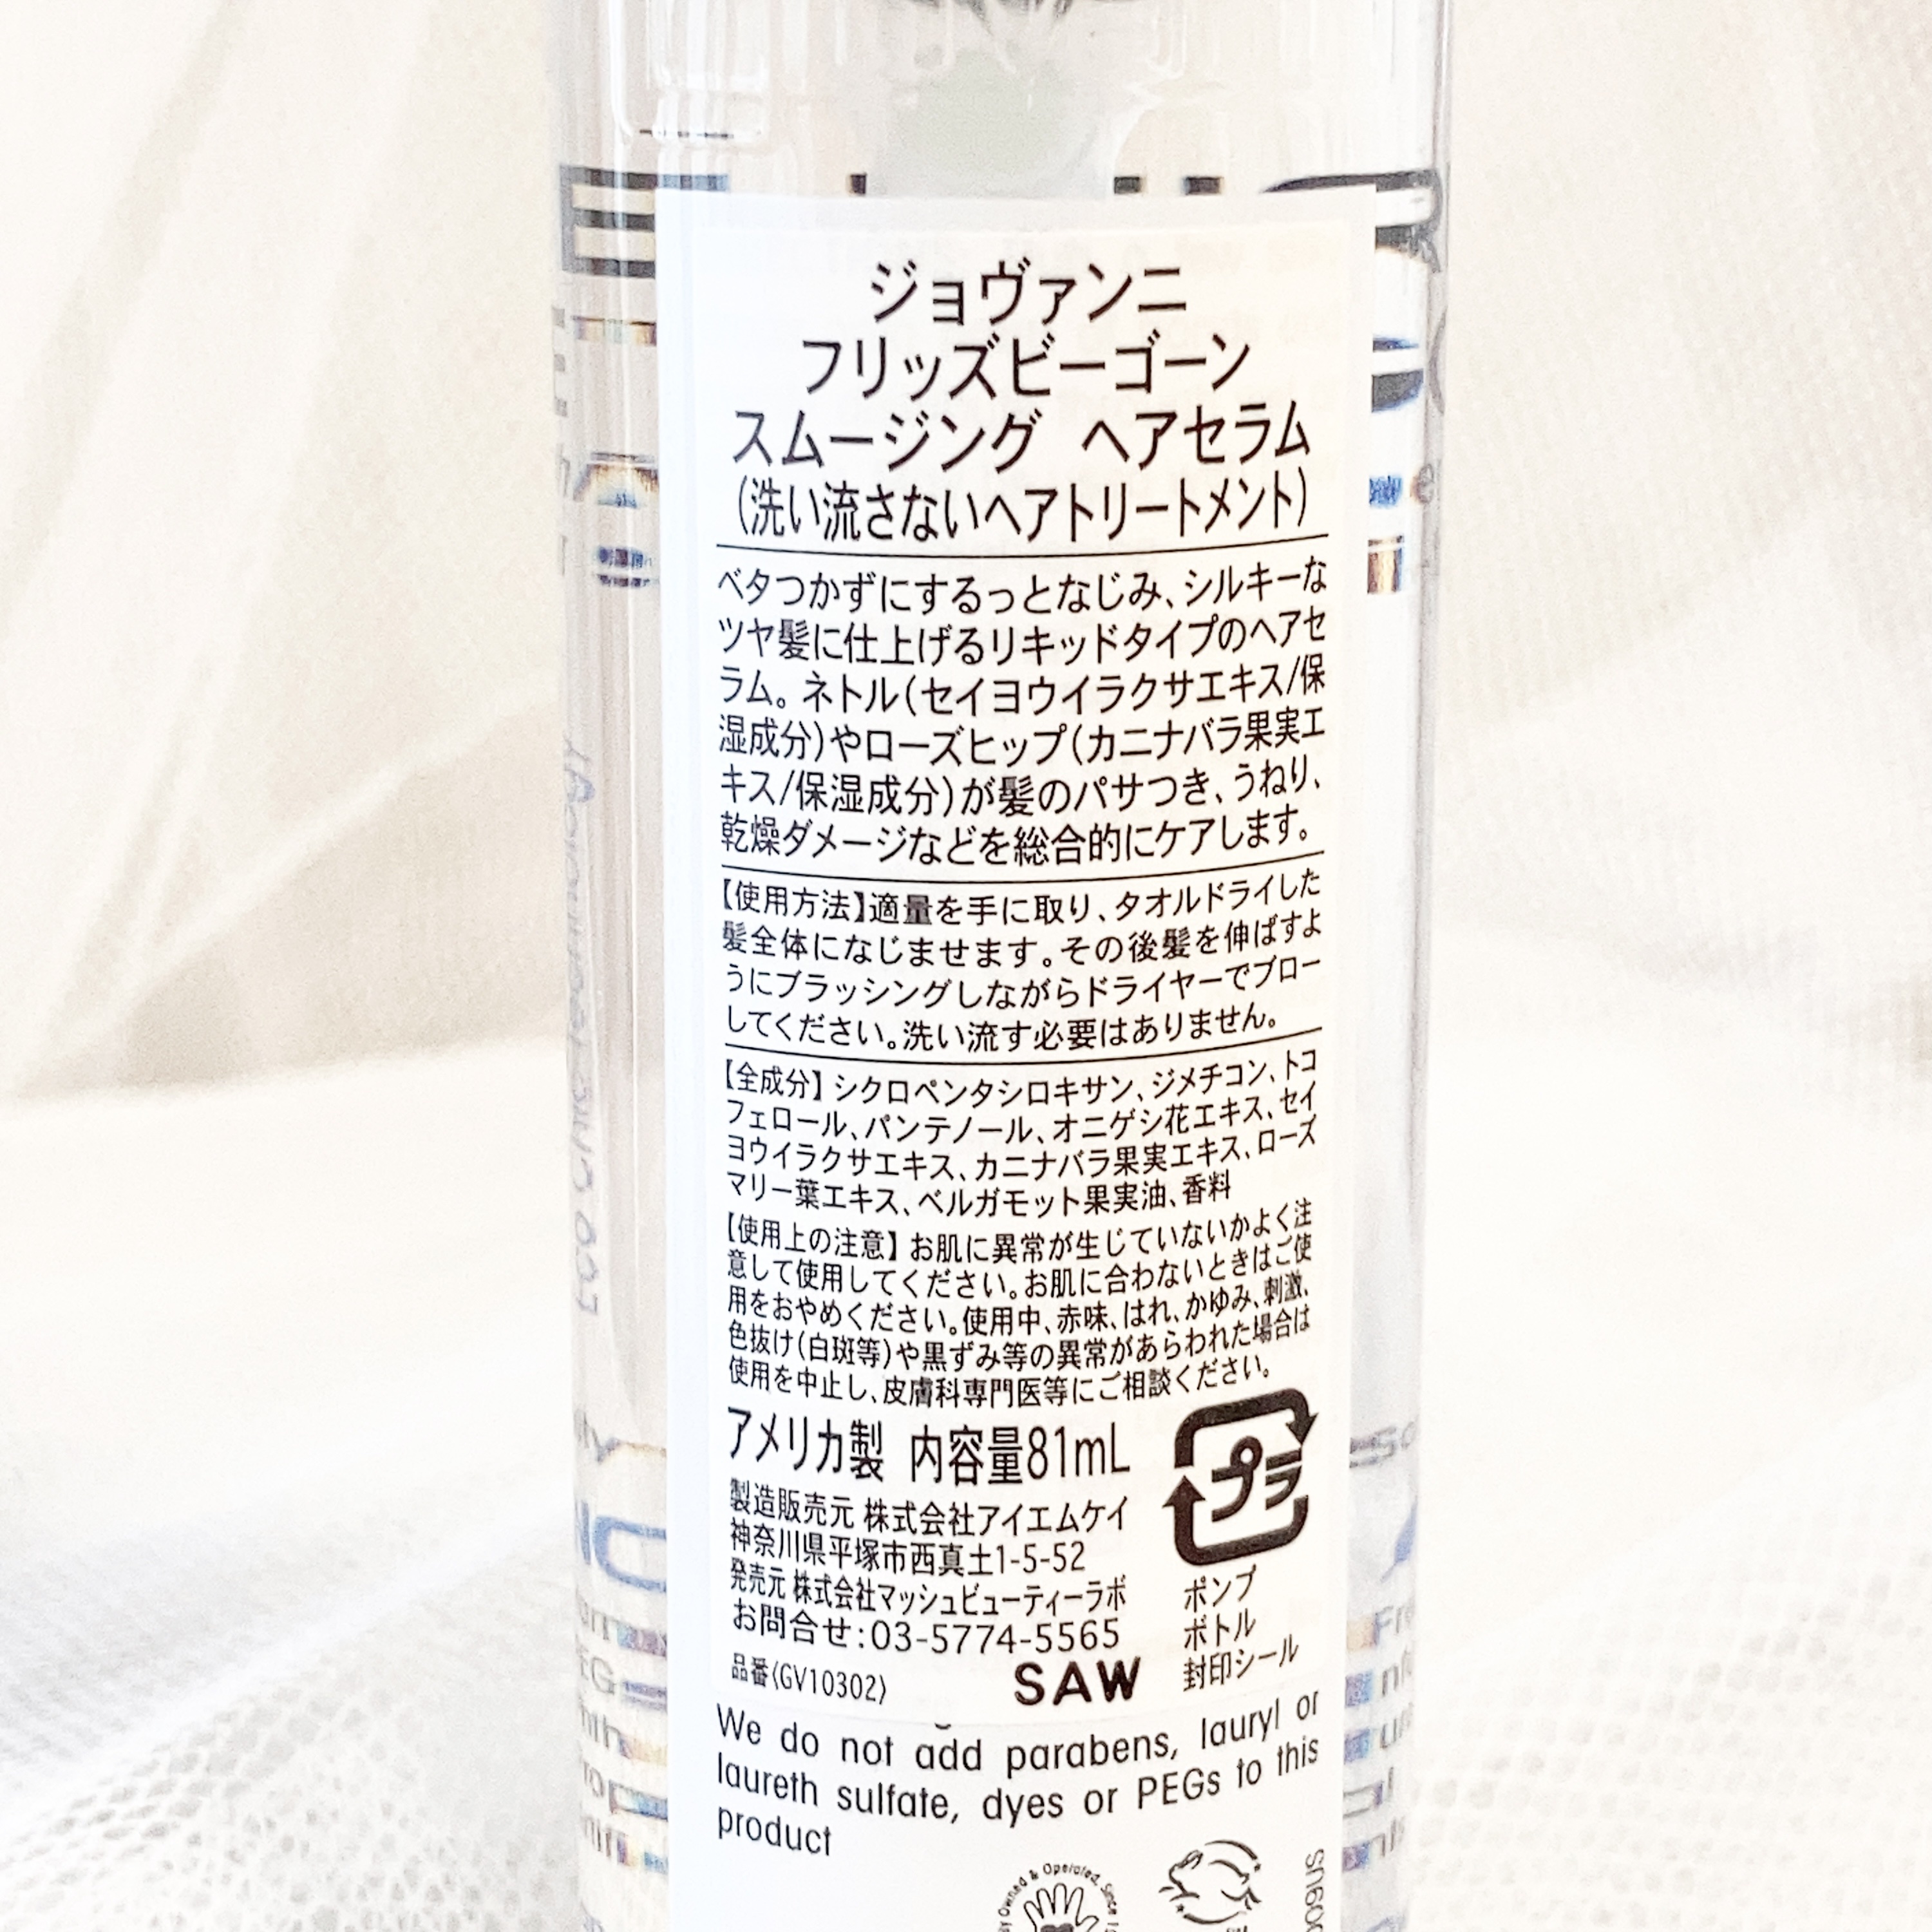 ジョヴァンニ
フリッズビーゴーン
スムージング ヘアセラム
(洗い流さないヘアトリートメント)
ベタつかずにするっとなじみ、シルキーな
ツヤ髪に仕上げるリキッドタイプのヘアセ
ラム。ネトル(セイヨウイラクサエキス/保
湿成分)やローズヒップ(カニナバラ果実エ
キス/保湿成分)が髪のパサつき、うねり、
乾燥ダメージなどを総合的にケアします。
【使用方法】適量を手に取り、タオルドライした
髪全体になじませます。その後髪を伸ばすよ
うにブラッシングしながらドライヤーでブロー
してください。洗い流す必要はありません。
【全成分】シクロペンタシロキサン、ジメチコン、トコ
フェロール、パンテノール、オニゲシ花エキス、セイ
ヨウイラクサエキス、カニナバラ果実エキス、ローズ
マリー葉エキス、ベルガモット果実油、香料
【使用上の注意】お肌に異常が生じていないかよく注
意して使用してください。お肌に合わないときはご使
用をおやめください。使用中、赤味、はれ、かゆみ、刺激、
色抜け(白斑等)や黒ずみ等の異常があらわれた場合は
使用を中止し、皮膚科専門医等にご相談ください。
アメリカ製 内容量81mL
プラ
製造販売元 株式会社アイエムケイ
神奈川県平塚市西真土1-5-52
発売元 株式会社マッシュビューティーラボ
お問合せ:03-5774-5565
品番(GV10302)
SAW
ポンプ
ボトル
封印シール
We do not add parabens, lauryl or
laureth sulfate, dyes or PEGs to this
product
Owned & Operated, Since